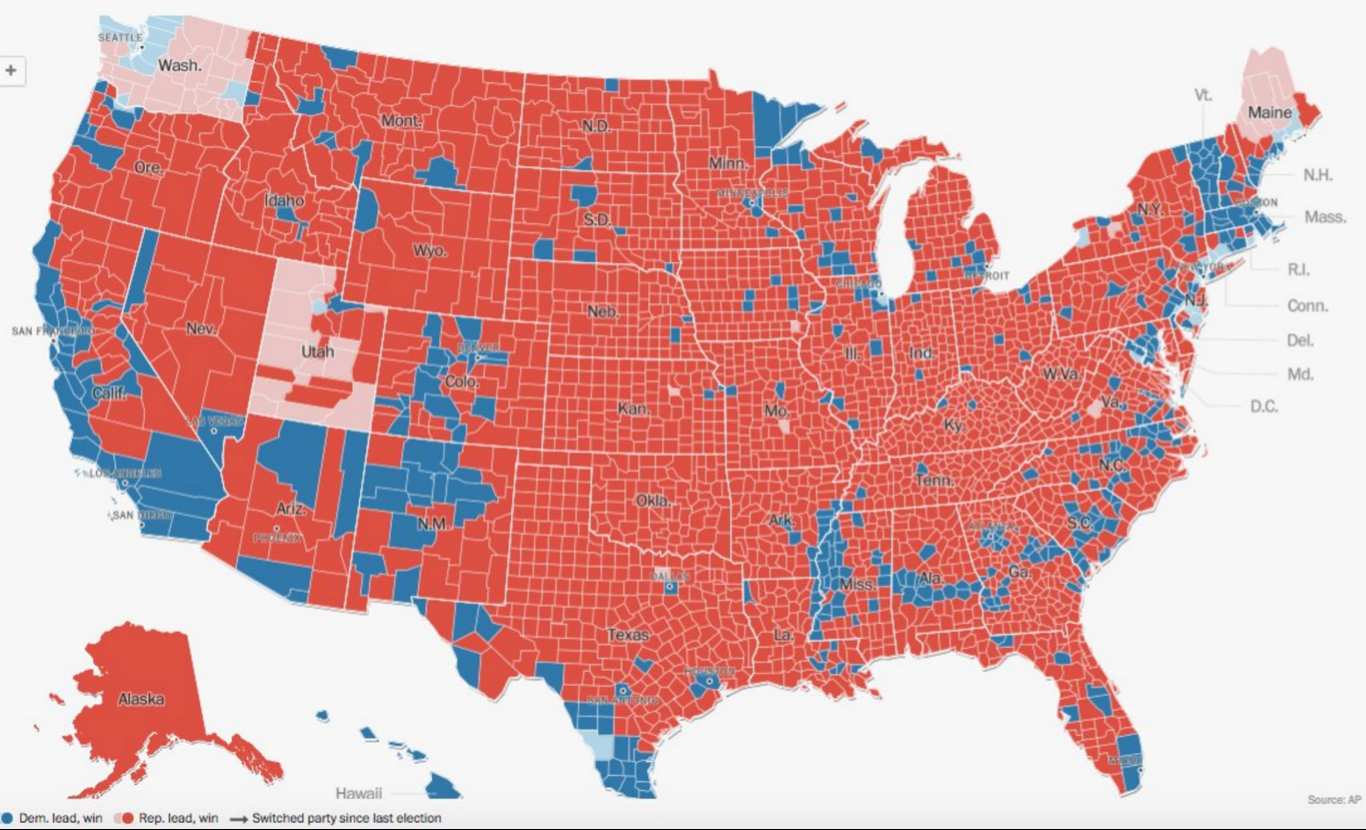 SEATTLE
Wash.
+
Vt.
Maine
Mont.
N.D.
Minn.
Ore.
N.H.
Idaho
MINNEAPOLIS
BOSTON
N.Y.
Mass.
S.D.
Wyo.
DETROIT
R.I.
CHICAGO
NEW YORK
N.J.
Conn.
Neb.
SAN FRANCISCO
Nev.
Utah
DENVER
Colo.
Ill.
Ind.
Del.
W.Va.
Md.
Calif.
Kan.
Mo.
Va.
D.C.
LAS VEGAS
Ky.
LOS ANGELES
N.C.
Tenn.
Okla.
SAN DIEGO
Ariz.
N.M.
Ark.
S.C.
PHOENIX
ATLANTA
DALLAS
Miss.
Ala.
Ga.
Texas
La.
HOUSTON
Alaska
SAN ANTONIO
MIAMI
Hawaii
Source: AP
Dem. lead, win Rep. lead, win Switched party since last election